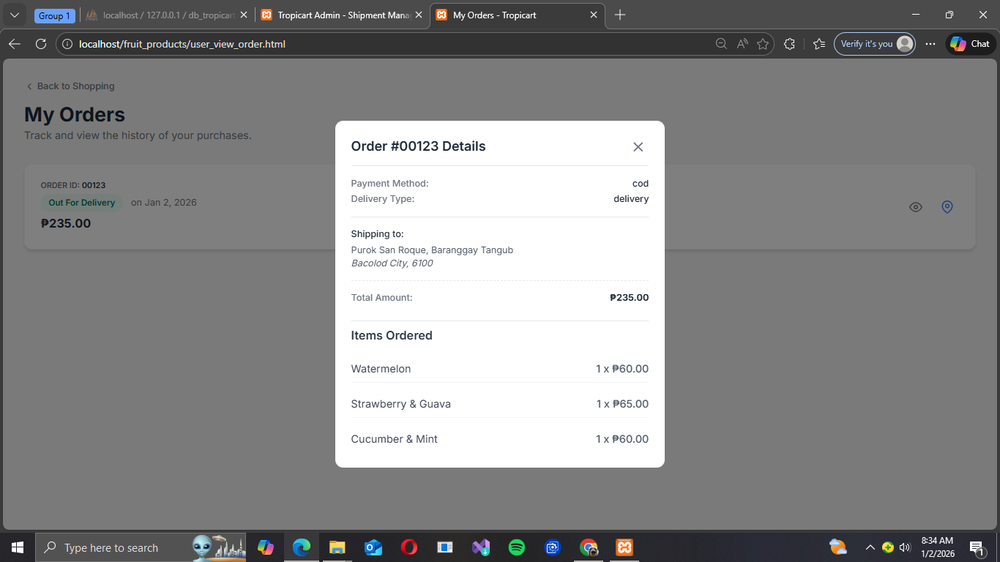 Group 1
localhost / 127.0.0.1 / db_tropicart
Tropicart Admin - Shipment Mana
My Orders - Tropicart
localhost/fruit_products/user_view_order.html
Verify it's you
Chat
Back to Shopping
My Orders
Track and view the history of your purchases.
ORDER ID: 00123
Out For Delivery on Jan 2, 2026
₱235.00
Order #00123 Details
Payment Method: cod
Delivery Type: delivery
Shipping to:
Purok San Roque, Baranggay Tangub
Bacolod City, 6100
Total Amount: ₱235.00
Items Ordered
Watermelon 1 x ₱60.00
Strawberry & Guava 1 x ₱65.00
Cucumber & Mint 1 x ₱60.00
Type here to search
8:34 AM
1/2/2026
1